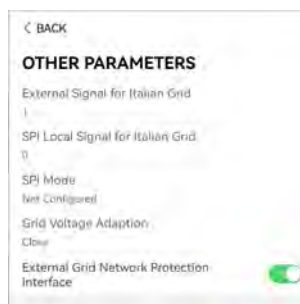 < BACK
OTHER PARAMETERS
External Signal for Italian Grid
1
SPI Local Signal for Italian Grid
0
SPI Mode
Not Configured
Grid Voltage Adaption
Close
External Grid Network Protection
Interface